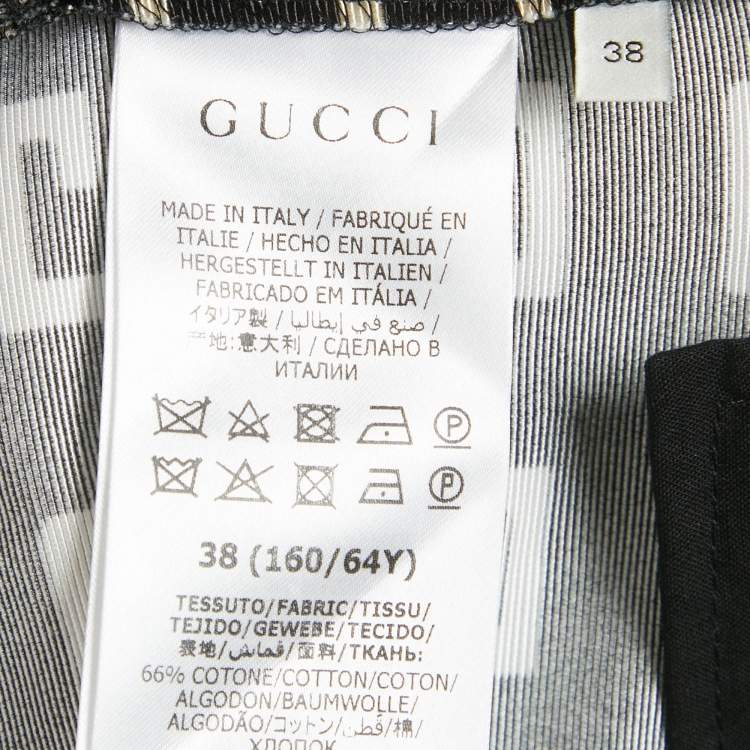 38
GUCCI
MADE IN ITALY / FABRIQUÉ EN
ITALIE / HECHO EN ITALIA /
HERGESTELLT IN ITALIEN /
FABRICADO EM ITÁLIA /
イタリア製 / صنع في إيطاليا /
地:意大利 / СДЕЛАНО В
ИТАЛИИ
P
P
38 (160/64Y)
TESSUTO/FABRIC/TISSU/
TEJIDO/GEWEBE/TECIDO/
表地/قماش/面料/ТКАНЬ:
66% COTONE/COTTON/COTON/
ALGODON/BAUMWOLLE/
ALGODÃO/コットン/قطن/棉/
ХЛОПОК